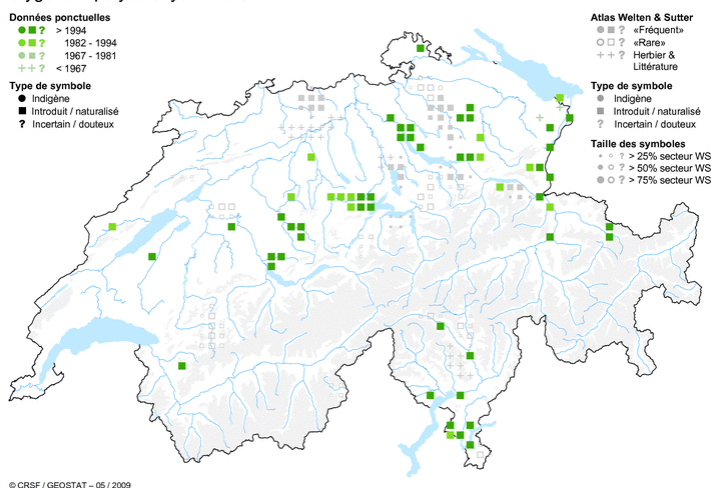 Données ponctuelles
> 1994
1982 - 1994
1967 - 1981
< 1967
Type de symbole
Indigène
Introduit / naturalisé
? Incertain / douteux
Atlas Welten & Sutter
«Fréquent»
«Rare»
Herbier &
Littérature
Type de symbole
Indigène
Introduit / naturalisé
? Incertain / douteux
Taille des symboles
> 25% secteur WS
> 50% secteur WS
> 75% secteur WS
© CRSF / GEOSTAT – 05 / 2009